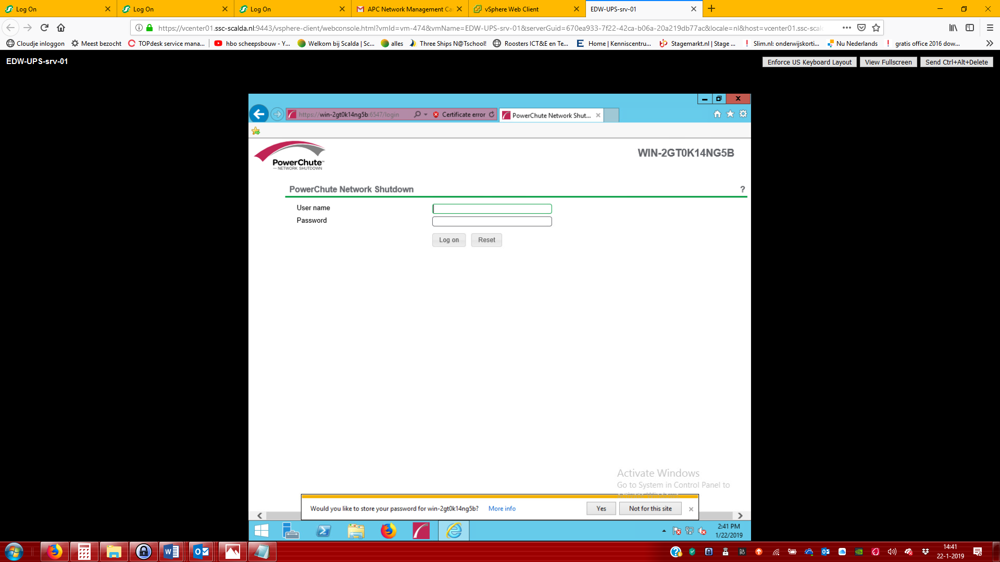 Log On
Log On
Log On
APC Network Management Ca
vSphere Web Client
EDW-UPS-srv-01
https://vcenter01.ssc-scalda.nl:9443/vsphere-client/webconsole.html?vmId=vm-474&vmName=EDW-UPS-srv-01&serverGuid=670ea933-7f22-42ca-b06a-20a219db77ac&locale=nl&host=vcenter01.ssc-scalc
Cloudje inloggon
Meest bezocht
TOPdesk service mana...
hbo scheepsbouw - Y...
Welkom bij Scalda | Sc...
alles
Three Ships N@Tschool!
Roosters ICT&E en Te...
Home | Kenniscentru...
Stagemarkt.nl | Stage ...
Slim.nl: onderwijskorti...
Nu Nederlands
gratis office 2016 dow...
EDW-UPS-srv-01
Enforce US Keyboard Layout
View Fullscreen
Send Ctrl+Alt+Delete
https://win-2gt0k14ng5b:6547/login
Certificate error
PowerChute Network Shut...
PowerChute™
NETWORK SHUTDOWN
WIN-2GT0K14NG5B
PowerChute Network Shutdown
?
User name
Password
Log on
Reset
Activate Windows
Go to System in Control Panel to
Would you like to store your password for win-2gt0k14ng5b?
More info
Yes
Not for this site
2:41 PM
1/22/2019
14:41
22-1-2019